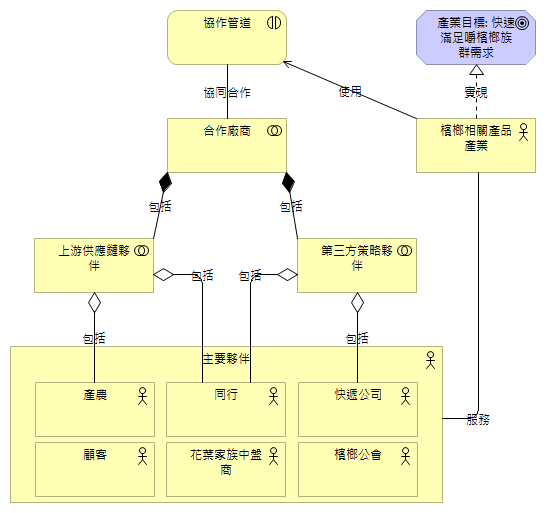 協作管道
產業目標: 快速
滿足嚼檳榔族
群需求
協同合作
使用
實現
合作廠商
檳榔相關產品
產業
包括
包括
上游供應鏈夥
伴
第三方策略夥
伴
包括
包括
包括
包括
主要夥伴
產農
同行
快遞公司
服務
顧客
花葉家族中盤
商
檳榔公會